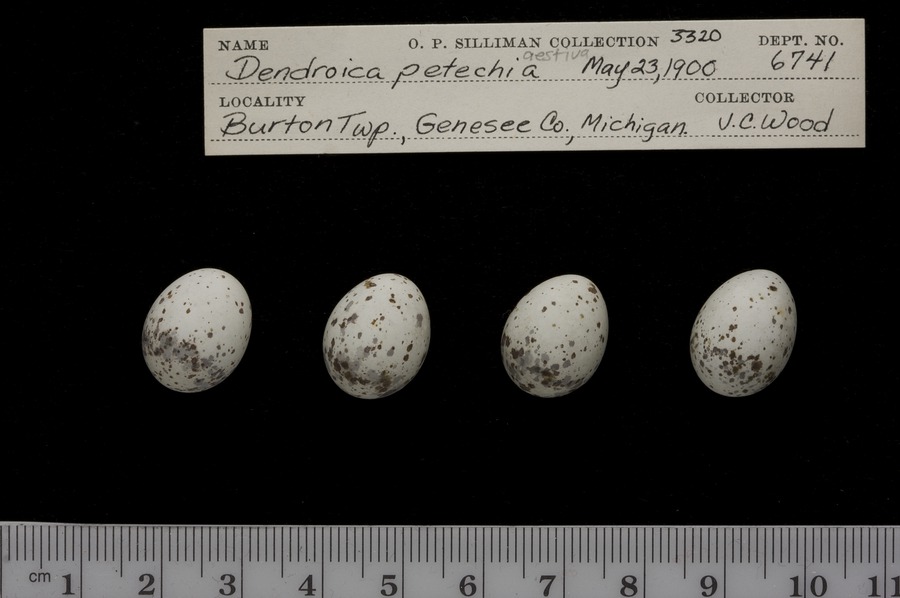 NAME O. P. SILLIMAN COLLECTION 3320 DEPT. NO.
aestiva
Dendroica petechia May 23, 1900 6741
LOCALITY COLLECTOR
Burton Twp., Genesee Co., Michigan. J.C. Wood
cm 1 2 3 4 5 6 7 8 9 10 11